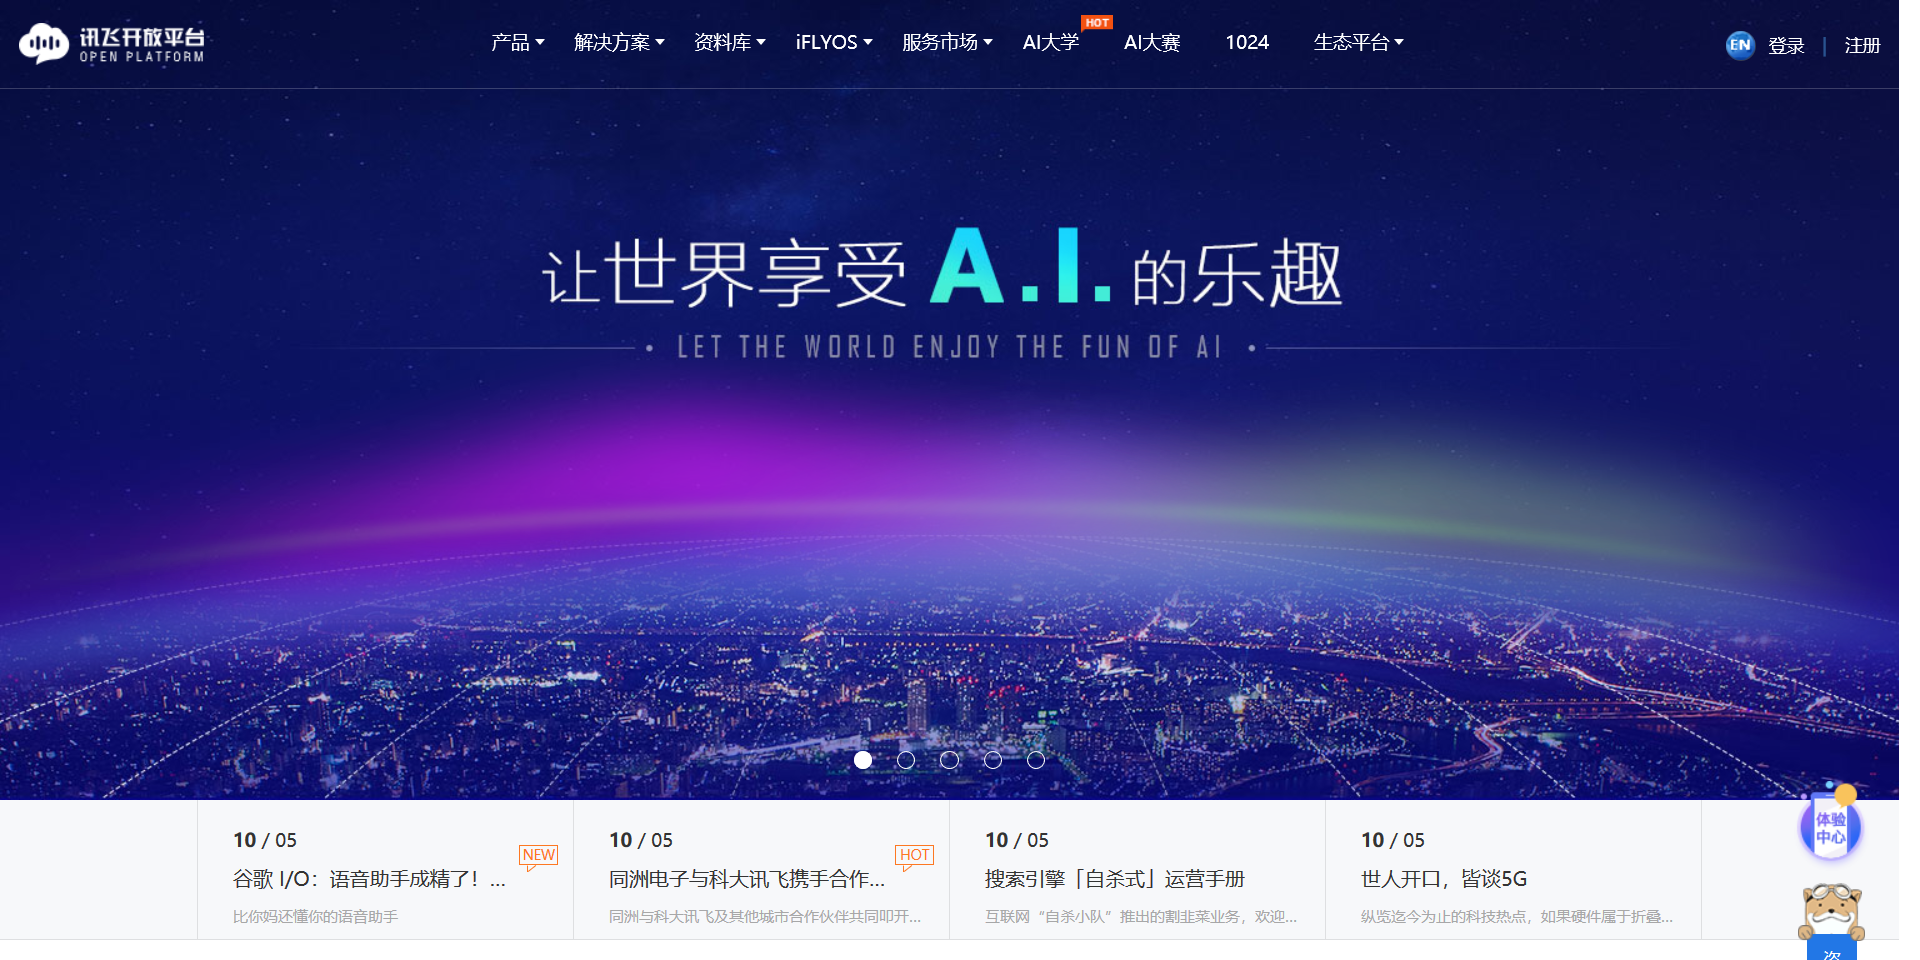 讯飞开放平台
OPEN PLATFORM
产品 解决方案 资料库 iFLYOS 服务市场 AI大学 HOT AI大赛 1024 生态平台
EN 登录 | 注册
让世界享受 A.I. 的乐趣
LET THE WORLD ENJOY THE FUN OF AI
10 / 05
NEW
谷歌 I/O：语音助手成精了！...
比你妈还懂你的语音助手
10 / 05
HOT
同洲电子与科大讯飞携手合作...
同洲与科大讯飞及其他城市合作伙伴共同叩开...
10 / 05
搜索引擎「自杀式」运营手册
互联网“自杀小队”推出的割韭菜业务，欢迎...
10 / 05
世人开口，皆谈5G
纵览迄今为止的科技热点，如果硬件属于折叠...
体验
中心
咨